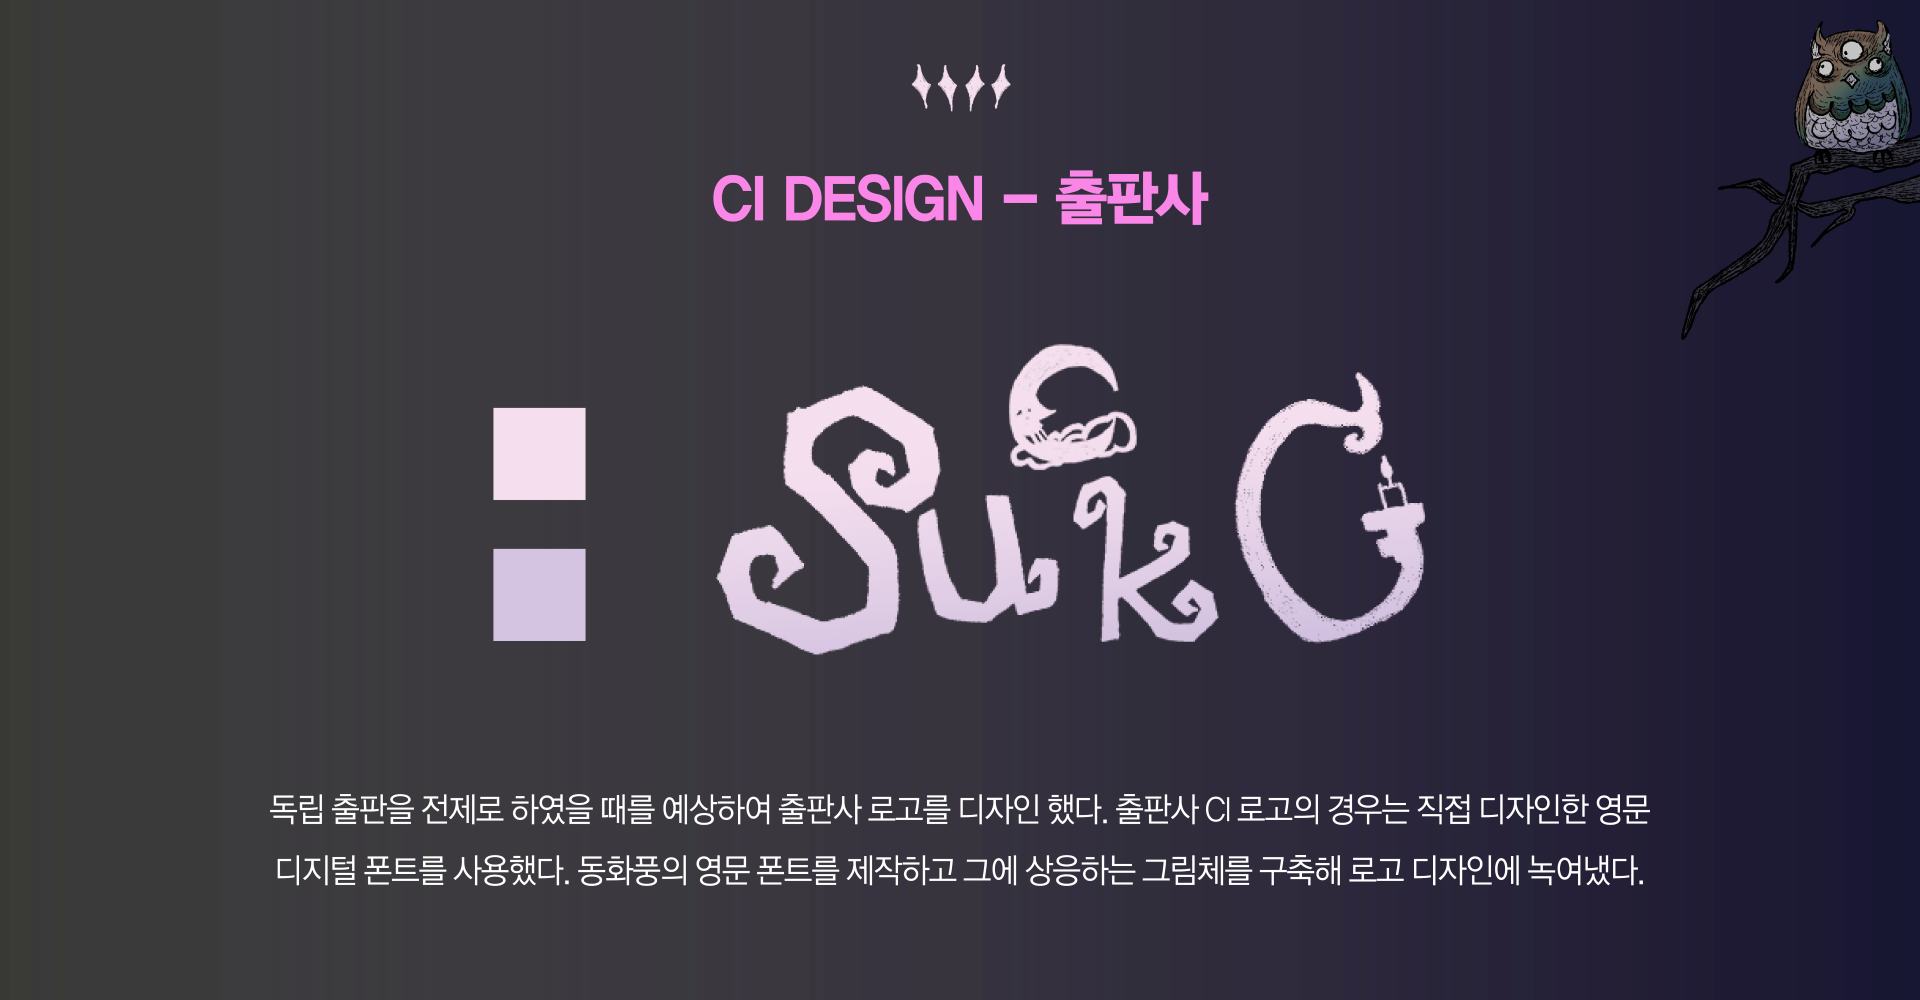 CI DESIGN - 출판사
SukG
독립 출판을 전제로 하였을 때를 예상하여 출판사 로고를 디자인 했다. 출판사 CI 로고의 경우는 직접 디자인한 영문
디지털 폰트를 사용했다. 동화풍의 영문 폰트를 제작하고 그에 상응하는 그림체를 구축해 로고 디자인에 녹여냈다.